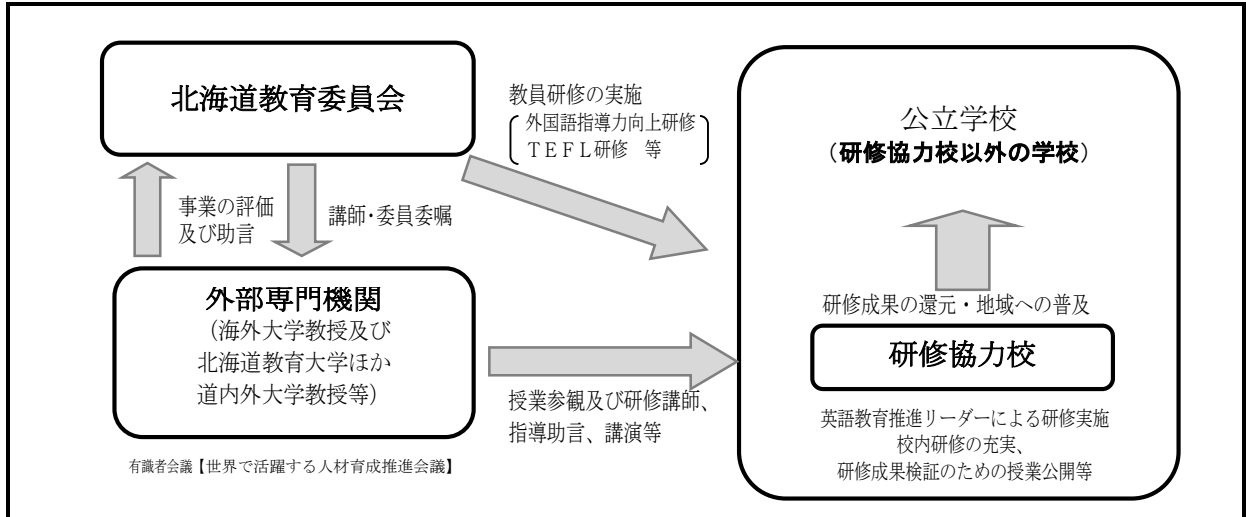 北海道教育委員会
教員研修の実施
外国語指導力向上研修
TEFL研修　等
公立学校
(研修協力校以外の学校)
事業の評価
及び助言
講師・委員委嘱
外部専門機関
(海外大学教授及び
北海道教育大学ほか
道内外大学教授等)
有識者会議【世界で活躍する人材育成推進会議】
授業参観及び研修講師、
指導助言、講演等
研修成果の還元・地域への普及
研修協力校
英語教育推進リーダーによる研修実施
校内研修の充実、
研修成果検証のための授業公開等